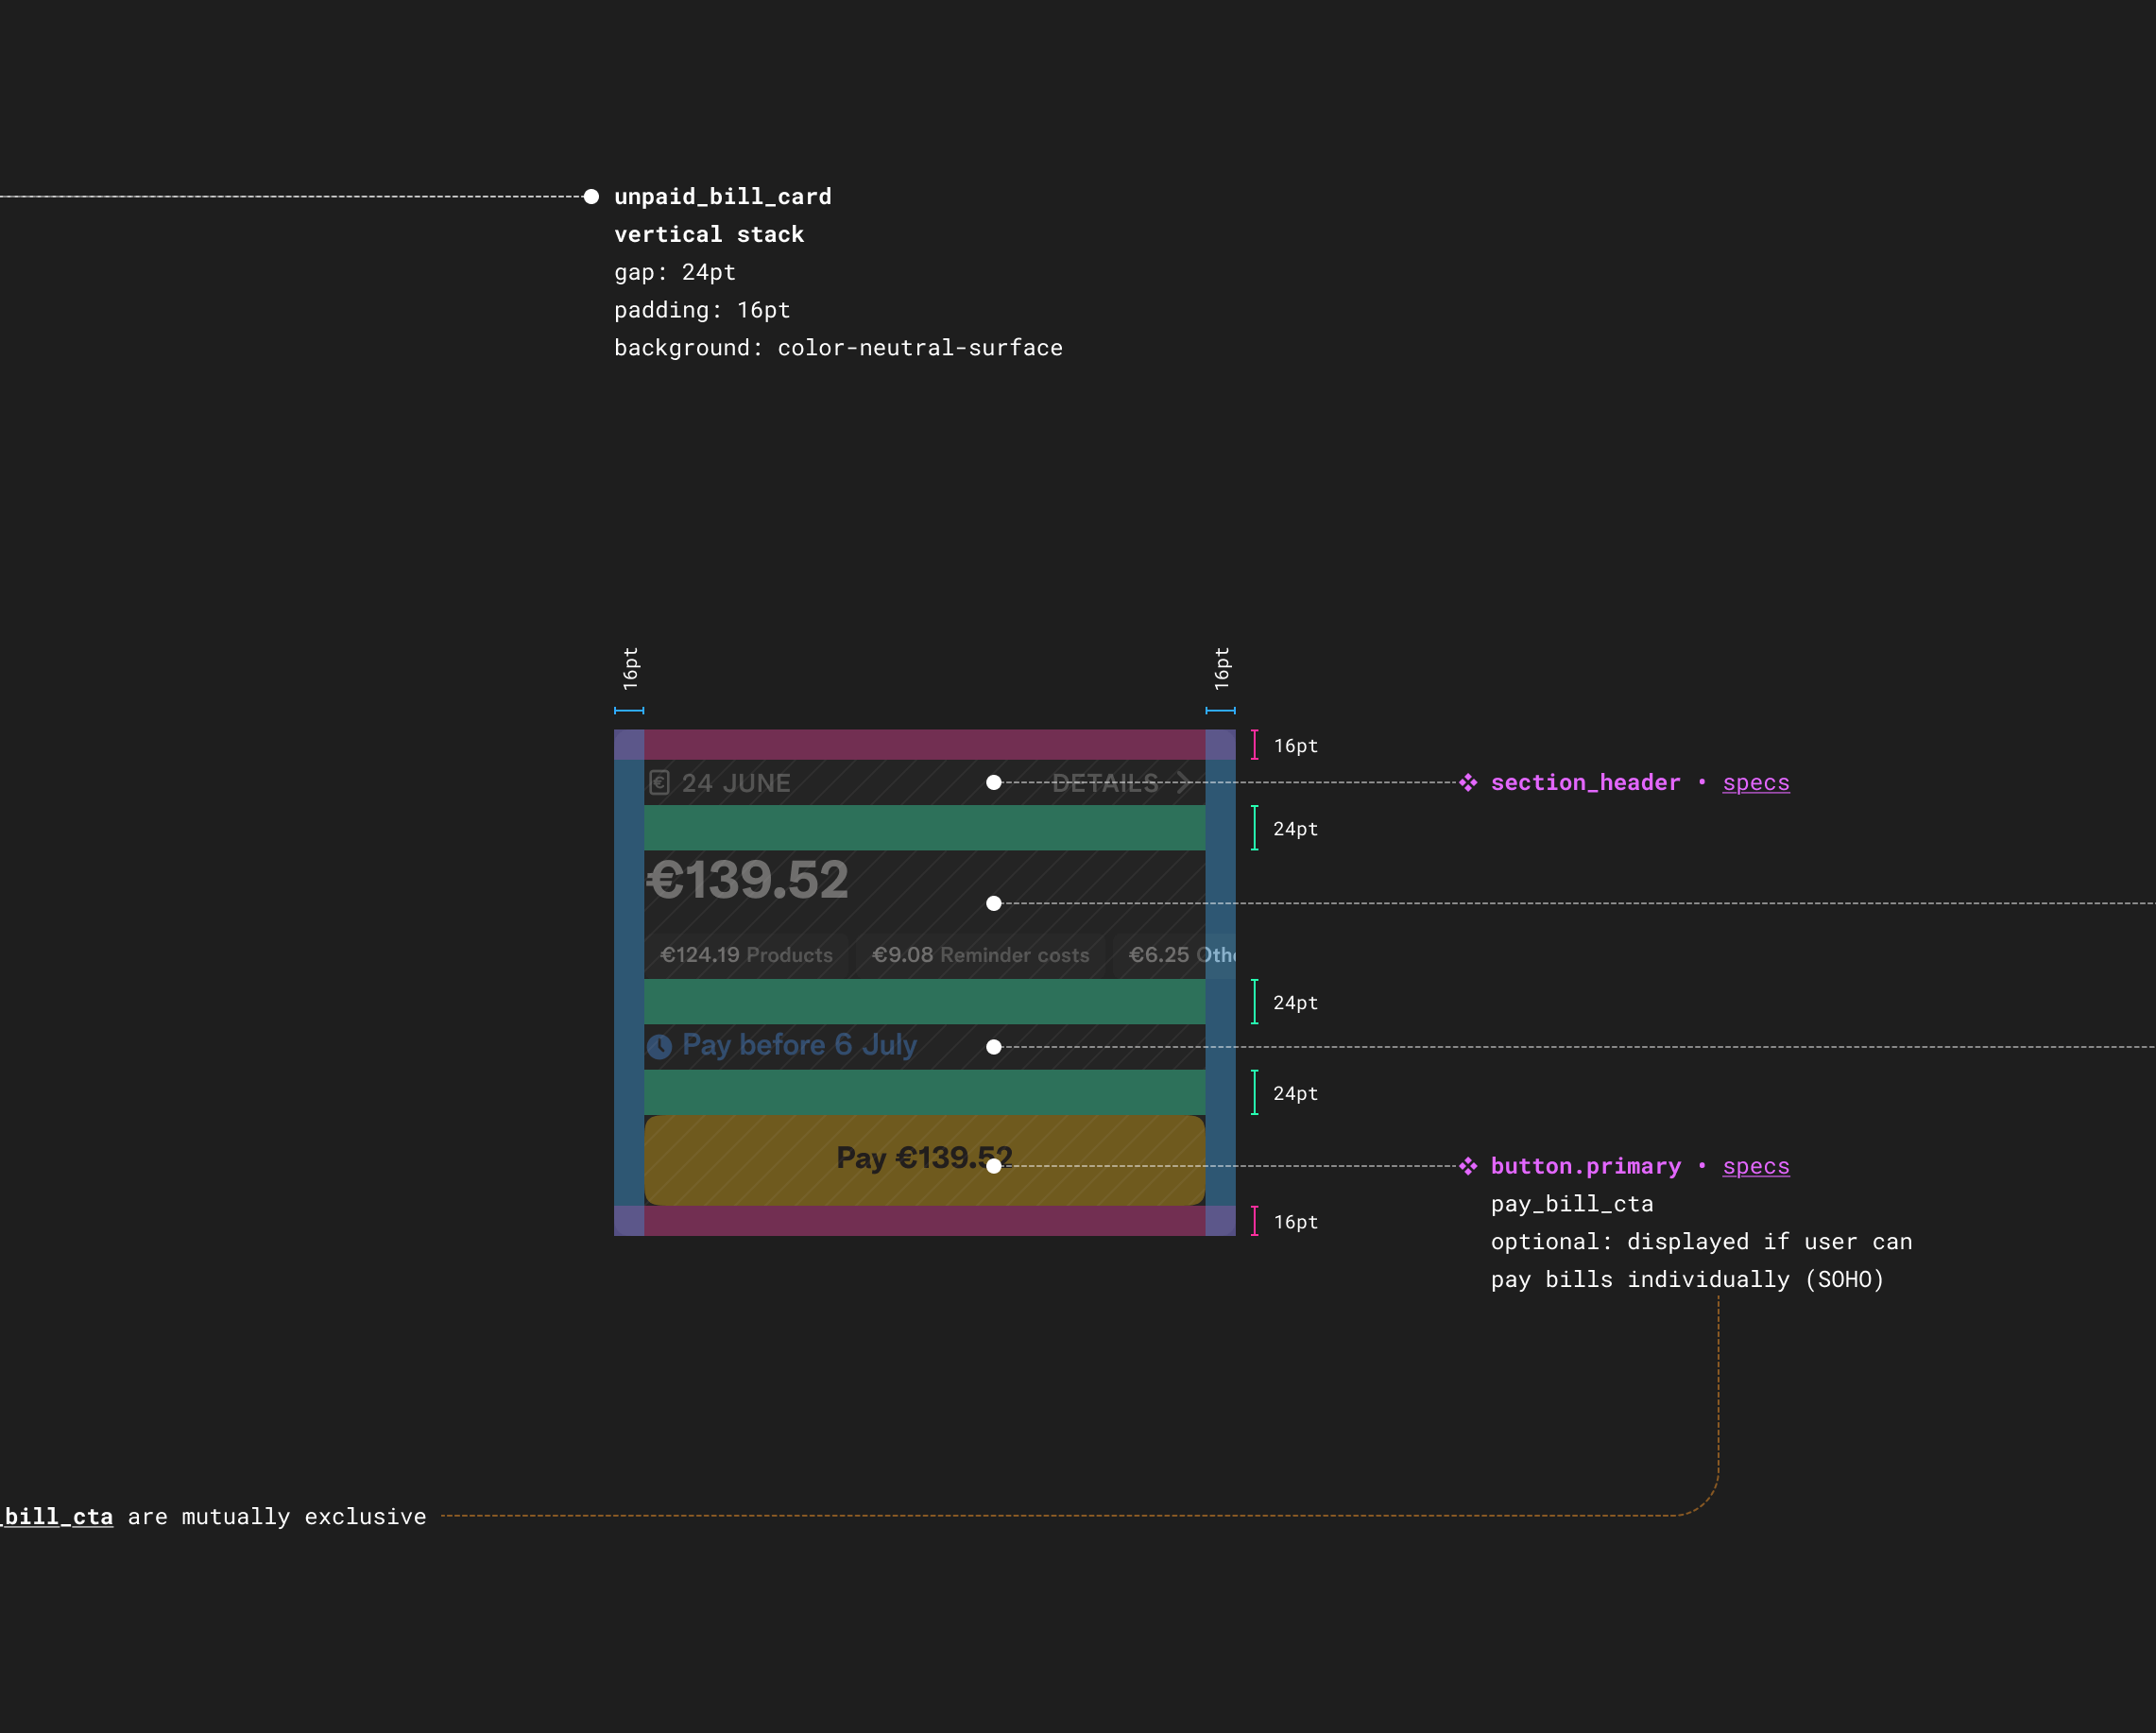 unpaid_bill_card
vertical stack
gap: 24pt
padding: 16pt
background: color-neutral-surface
16pt
16pt
16pt
24 JUNE
DETAILS
section_header • specs
24pt
€139.52
€124.19 Products
€9.08 Reminder costs
€6.25 Othe
24pt
Pay before 6 July
24pt
Pay €139.52
button.primary • specs
pay_bill_cta
optional: displayed if user can
pay bills individually (SOHO)
16pt
_bill_cta are mutually exclusive